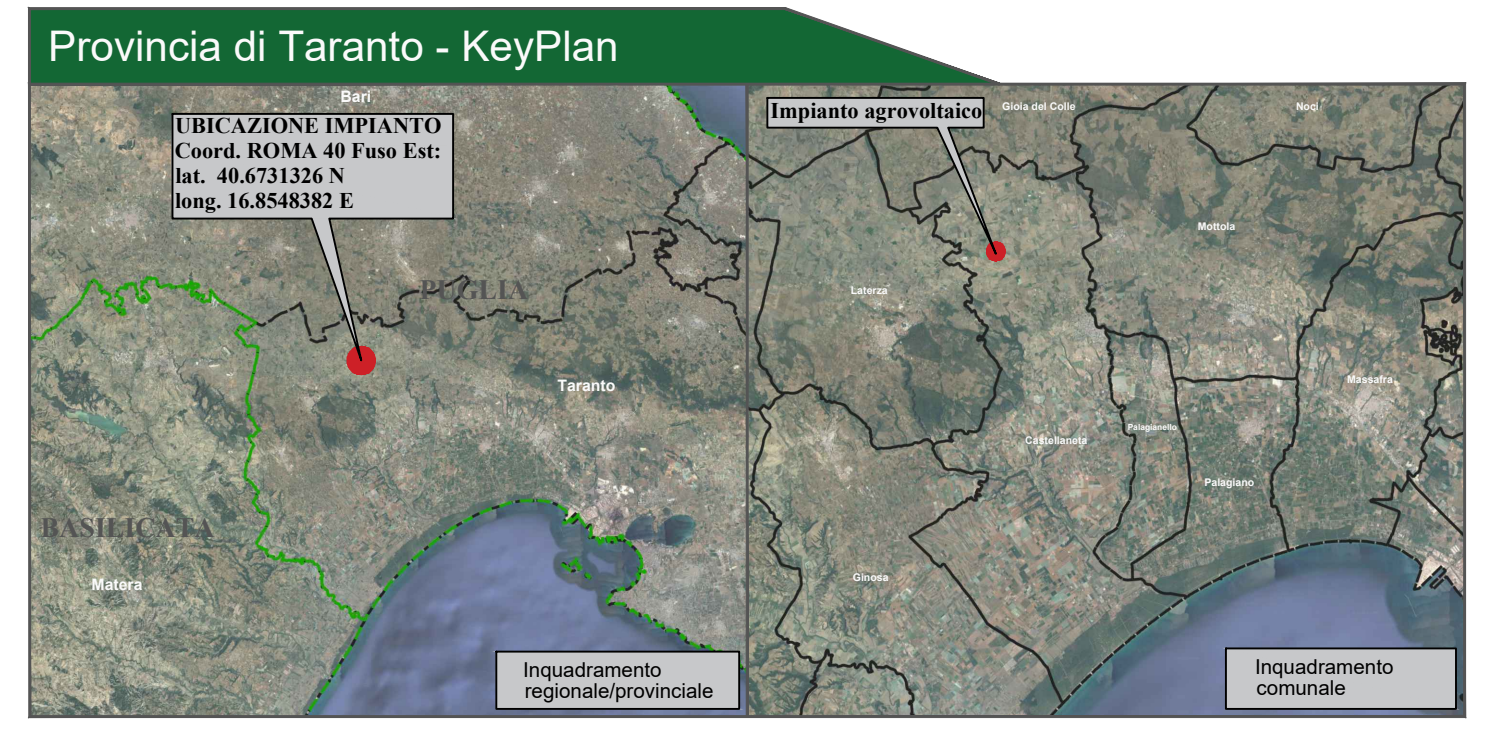 Provincia di Taranto - KeyPlan
Bari
UBICAZIONE IMPIANTO
Coord. ROMA 40 Fuso Est:
lat. 40.6731326 N
long. 16.8548382 E
PUGLIA
Taranto
BASILICATA
Matera
Inquadramento
regionale/provinciale
Impianto agrovoltaico
Gioia del Colle
Noci
Mottola
Laterza
Massafra
Palagianello
Castellaneta
Palagiano
Ginosa
Inquadramento
comunale